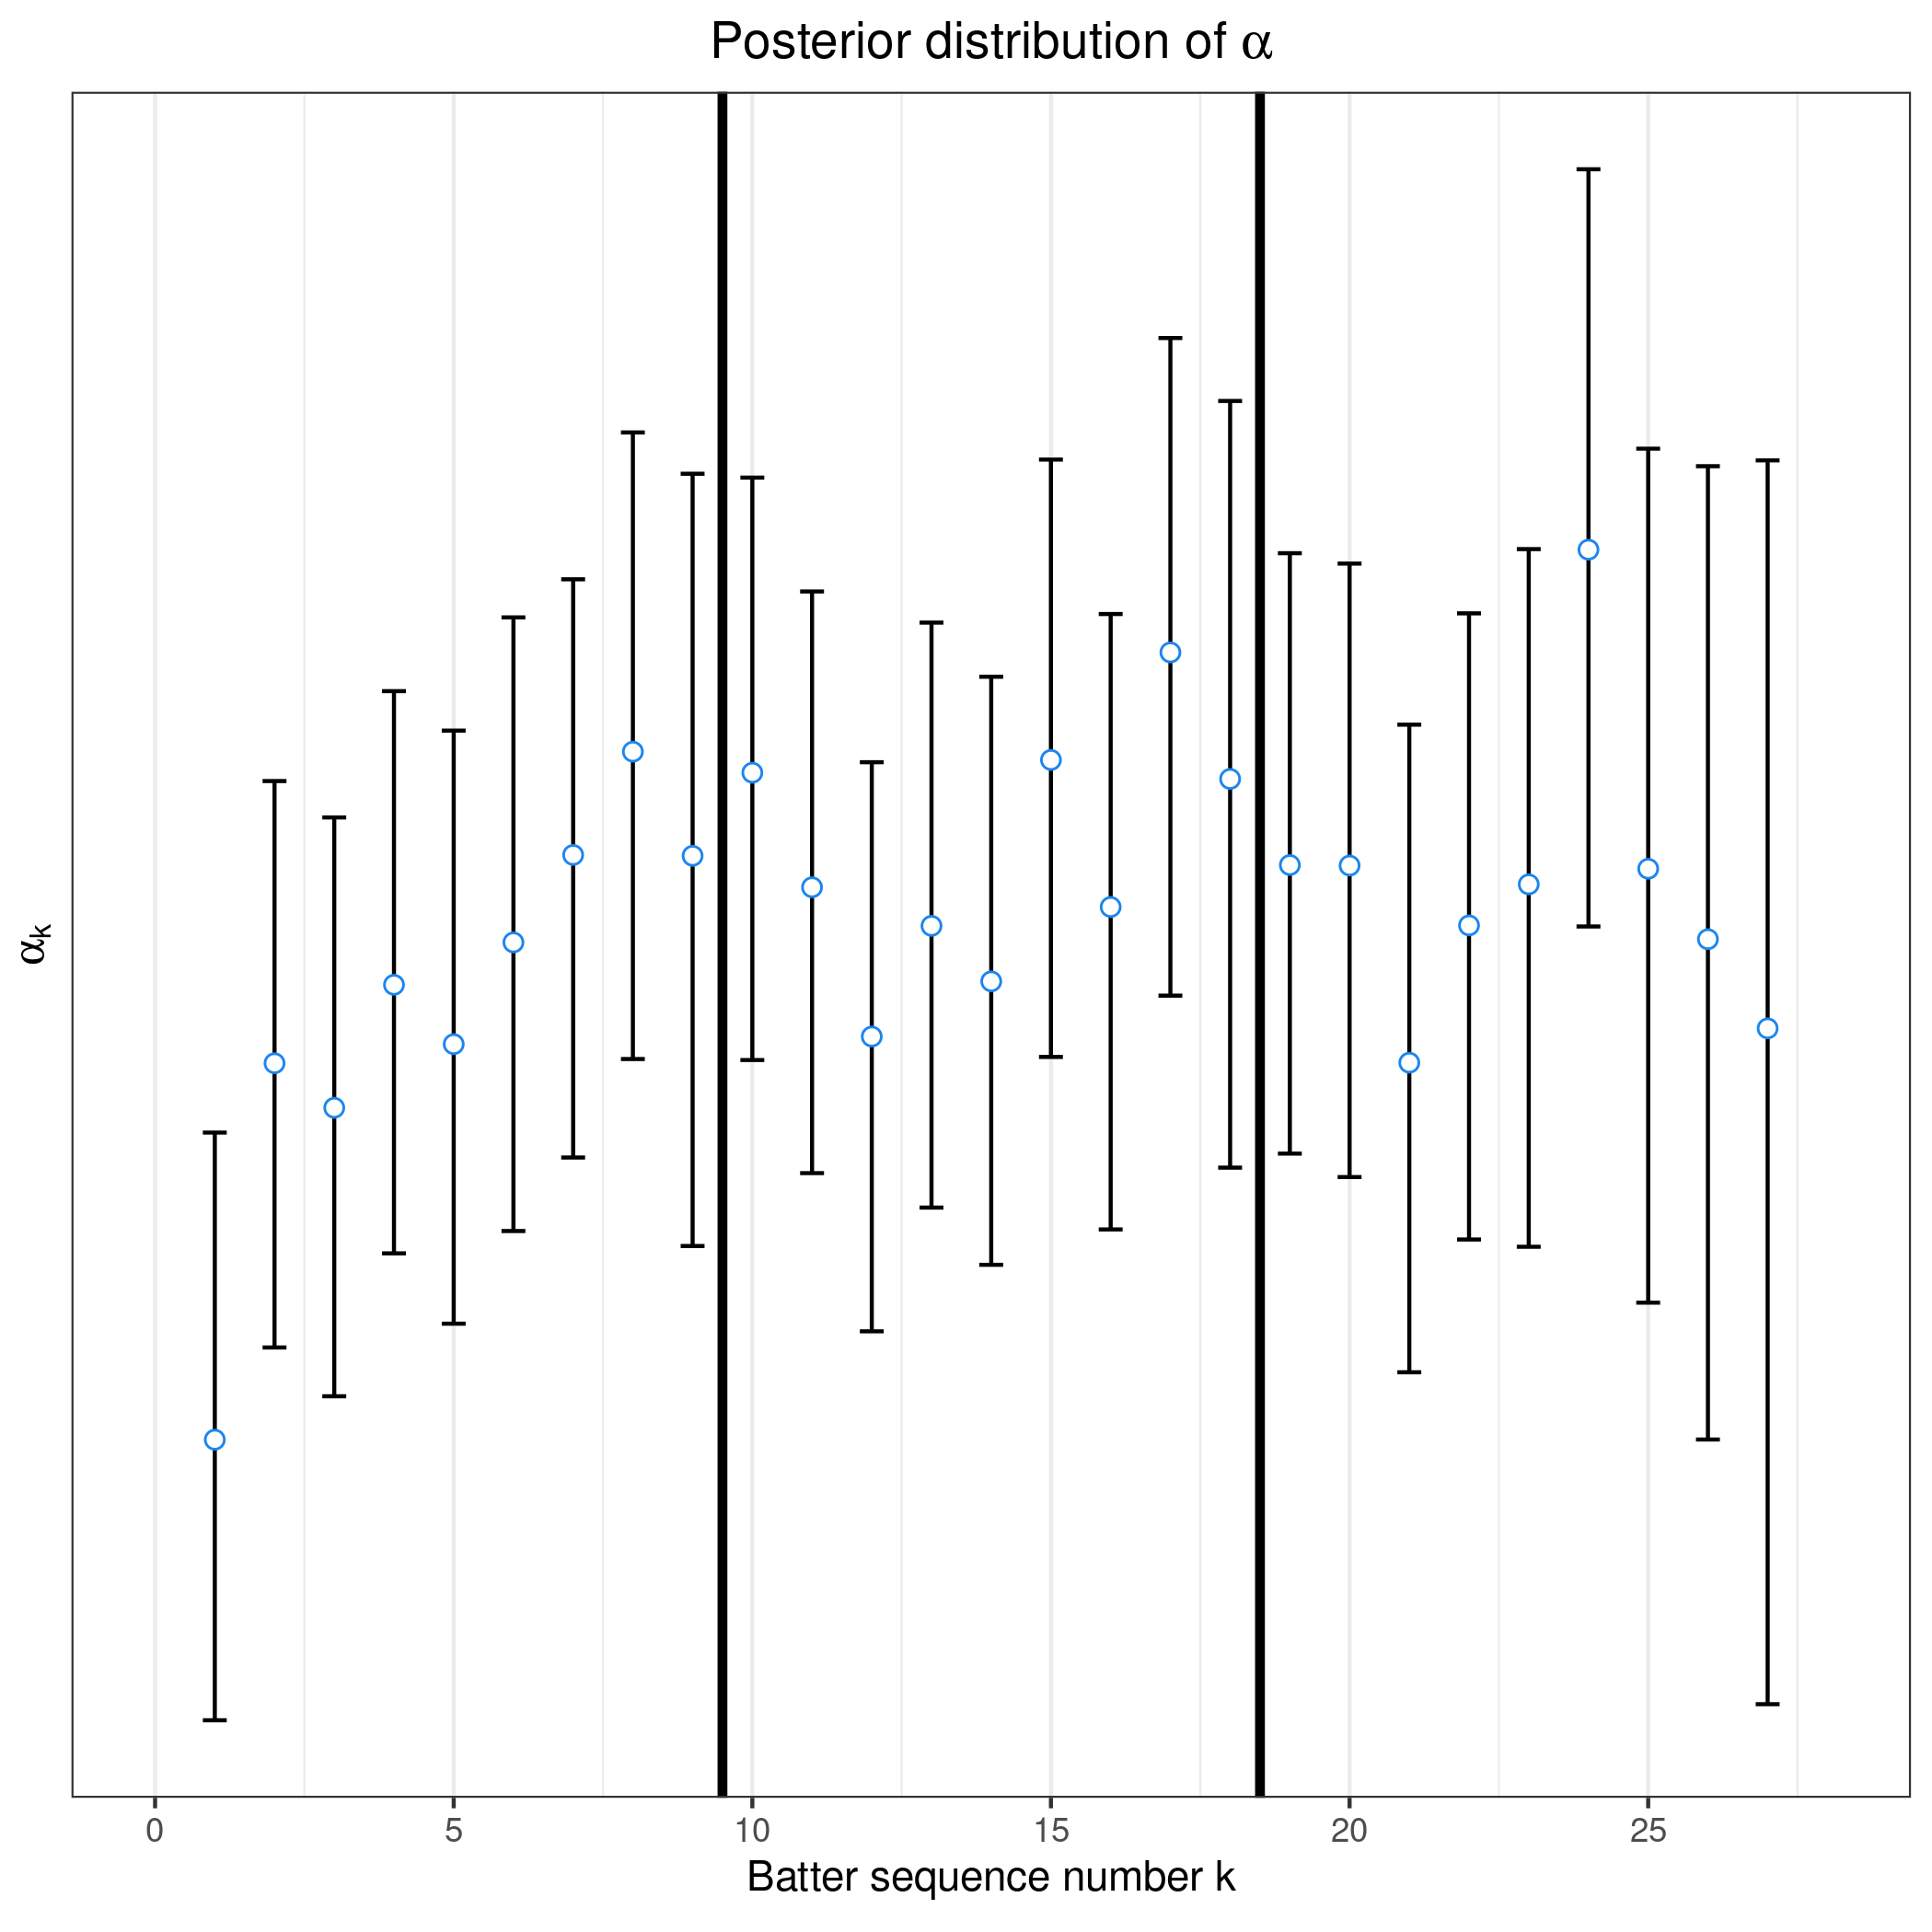 Posterior distribution of α
αk
0 5 10 15 20 25
Batter sequence number k